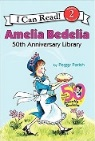 I Can Read! 2
Amelia Bedelia
50th Anniversary Library
by Peggy Parish
50